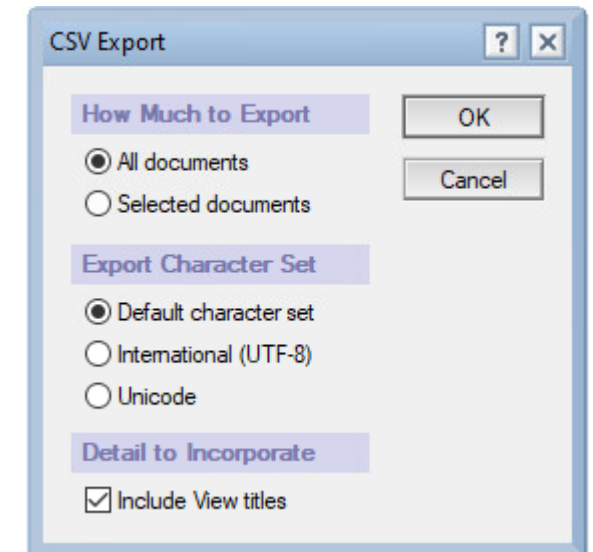 CSV Export
?
How Much to Export
OK
All documents
Cancel
Selected documents
Export Character Set
Default character set
International (UTF-8)
Unicode
Detail to Incorporate
Include View titles